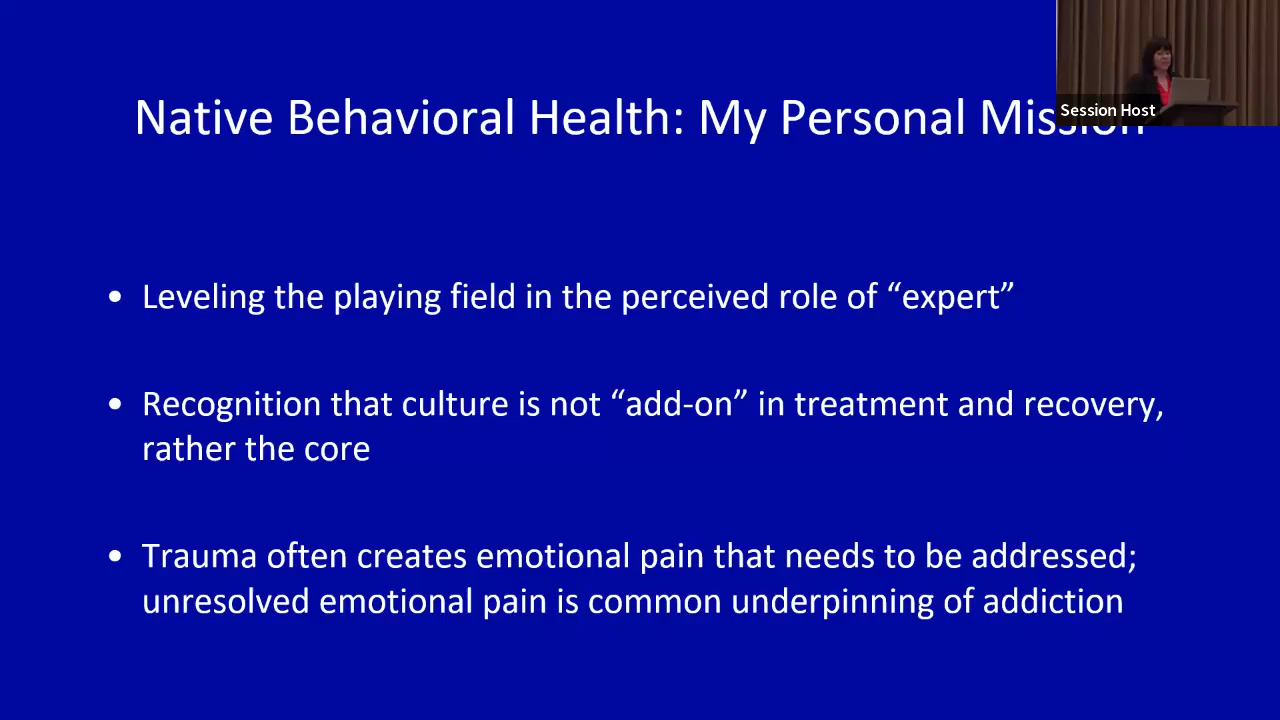 Native Behavioral Health: My Personal Mission
Session Host
• Leveling the playing field in the perceived role of “expert”
• Recognition that culture is not “add-on” in treatment and recovery,
rather the core
• Trauma often creates emotional pain that needs to be addressed;
unresolved emotional pain is common underpinning of addiction